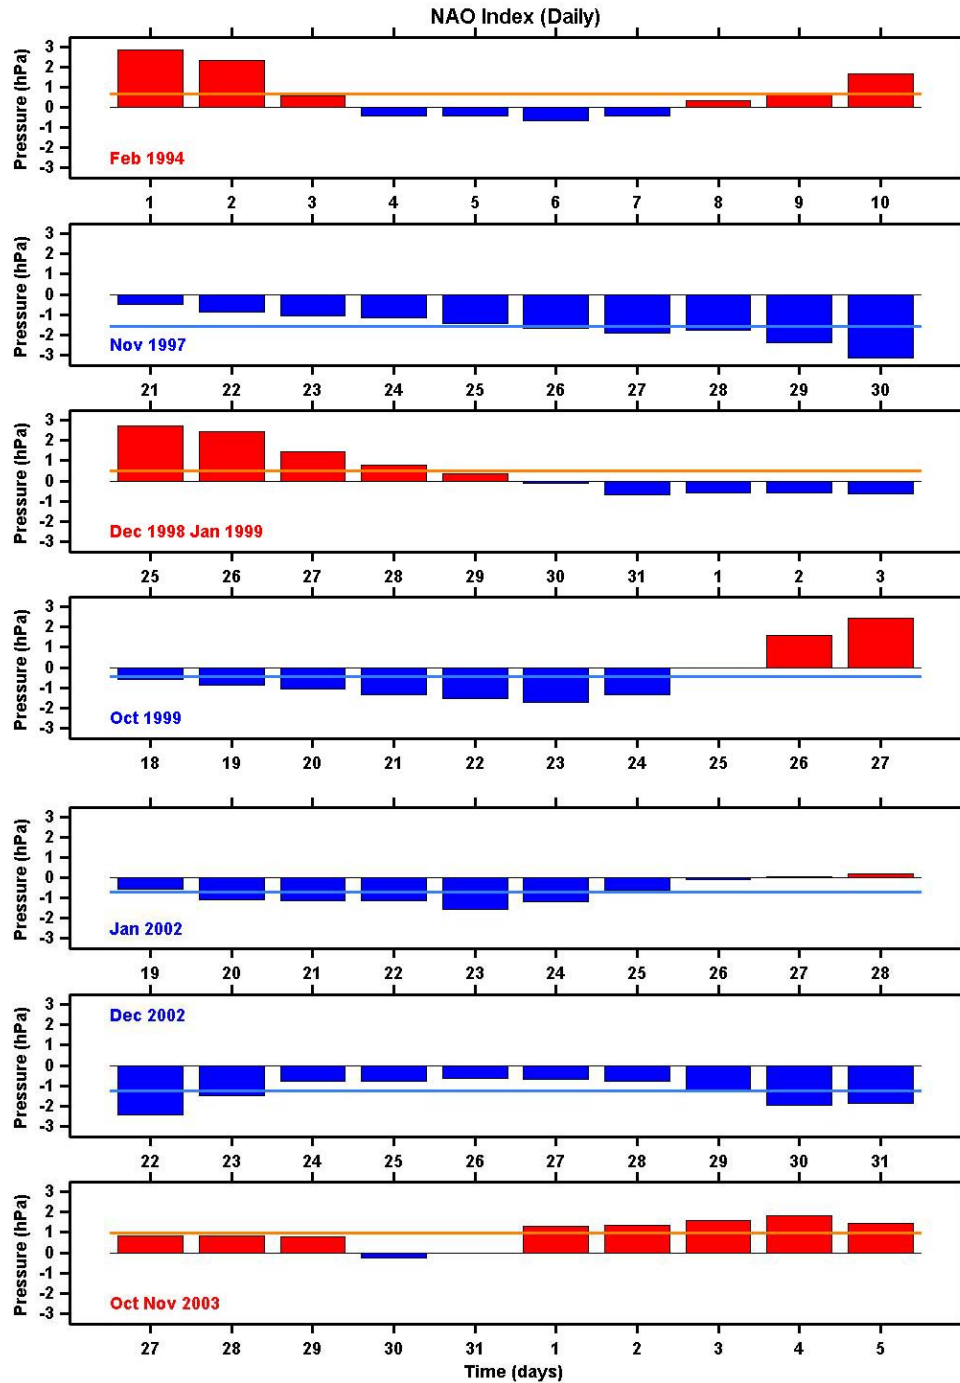 NAO Index (Daily)
Pressure (hPa)
3
2
1
0
-1
-2
-3
Feb 1994
1 2 3 4 5 6 7 8 9 10
Pressure (hPa)
3
2
1
0
-1
-2
-3
Nov 1997
21 22 23 24 25 26 27 28 29 30
Pressure (hPa)
3
2
1
0
-1
-2
-3
Dec 1998 Jan 1999
25 26 27 28 29 30 31 1 2 3
Pressure (hPa)
3
2
1
0
-1
-2
-3
Oct 1999
18 19 20 21 22 23 24 25 26 27
Pressure (hPa)
3
2
1
0
-1
-2
-3
Jan 2002
19 20 21 22 23 24 25 26 27 28
Pressure (hPa)
3
2
1
0
-1
-2
-3
Dec 2002
22 23 24 25 26 27 28 29 30 31
Pressure (hPa)
3
2
1
0
-1
-2
-3
Oct Nov 2003
27 28 29 30 31 1 2 3 4 5
Time (days)